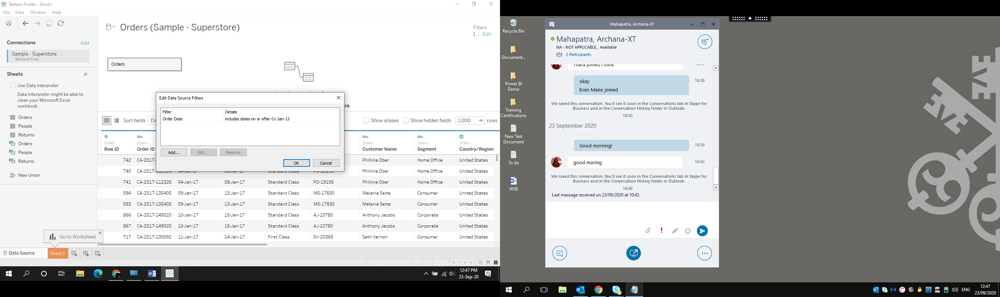 Tableau Public - Book1
File Data Window Help
Connections
Add
Sample - Superstore
Microsoft Excel
Sheets
Use Data Interpreter
Data Interpreter might be able to
clean your Microsoft Excel
workbook.
Orders
People
Returns
Orders
People
Returns
New Union
Go to Worksheet
Data Source
Sheet 1
Orders (Sample - Superstore)
Filters
1 Edit
Orders
Edit Data Source Filters
Filter Details
Order Date includes dates on or after 01-Jan-13
Add... Edit... Remove
OK Cancel
Sort fields Da
Show aliases Show hidden fields 1,000 rows
Abc Abc Abc
Orders Orders Orders Orders Orders
Row ID Order ID Customer Name Segment Country/Region
742 CA-2017- Phillina Ober Home Office United States
740 CA-2017-112326 04-Jan-17 08-Jan-17 Standard Class PO-19195 Phillina Ober Home Office United States
741 CA-2017-112326 04-Jan-17 08-Jan-17 Standard Class PO-19195 Phillina Ober Home Office United States
594 CA-2017-135405 09-Jan-17 13-Jan-17 Standard Class MS-17830 Melanie Seite Consumer United States
593 CA-2017-135405 09-Jan-17 13-Jan-17 Standard Class MS-17830 Melanie Seite Consumer United States
866 CA-2017-149020 10-Jan-17 15-Jan-17 Standard Class AJ-10780 Anthony Jacobs Corporate United States
867 CA-2017-149020 10-Jan-17 15-Jan-17 Standard Class AJ-10780 Anthony Jacobs Corporate United States
717 CA-2017-130092 11-Jan-17 14-Jan-17 First Class SV-20365 Seth Vernon Consumer United States
12:47 PM
23-Sep-20
Recycle Bin
Document...
Power BI
Demo
Training
Certifications
New Text
Document
To do
WSR
Mahapatra, Archana-XT
Mahapatra, Archana-XT
NA - NOT APPLICABLE, Available
2 Participants
joined I think
okay 18:38
Even Mano joined
We saved this conversation. You'll see it soon in the Conversations tab in Skype for
Business and in the Conversation History folder in Outlook.
18:50
23 September 2020
Good morning! 10:39
good moring 10:42
We saved this conversation. You'll see it soon in the Conversations tab in Skype for
Business and in the Conversation History folder in Outlook.
10:48
Last message received on 23/09/2020 at 10:42.
EVE
EVE
ENG
12:47
23/09/2020